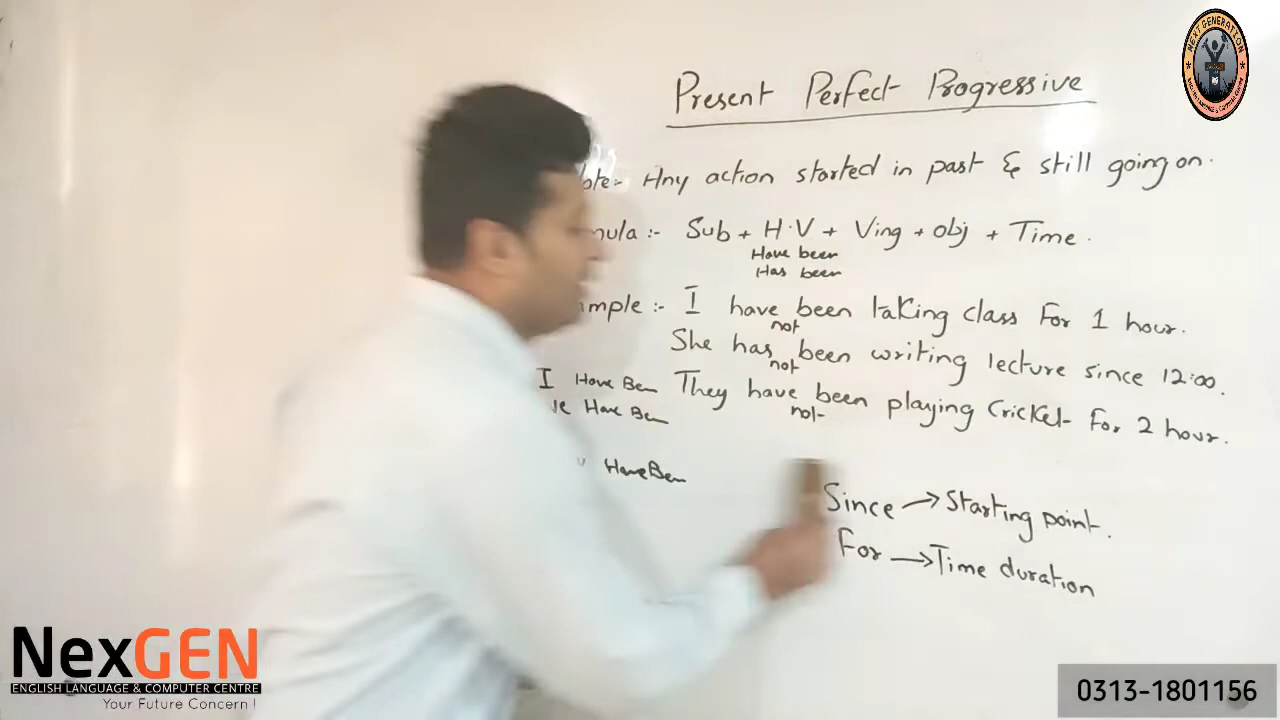 Present Perfect Progressive
Any action started in past & still going on.
:- Sub + H.V + Ving + obj + Time.
Have been
Has been
:- I have been taking class For 1 hour.
not
She has been writing lecture since 12:00.
not
They have been playing Cricket For 2 hour.
not
I Have Been
Have Been
Have Been
Since → Starting point.
For → Time duration
NEXT GENERATION
NexGEN
ENGLISH LANGUAGE & COMPUTER CENTRE
Your Future Concern !
0313-1801156